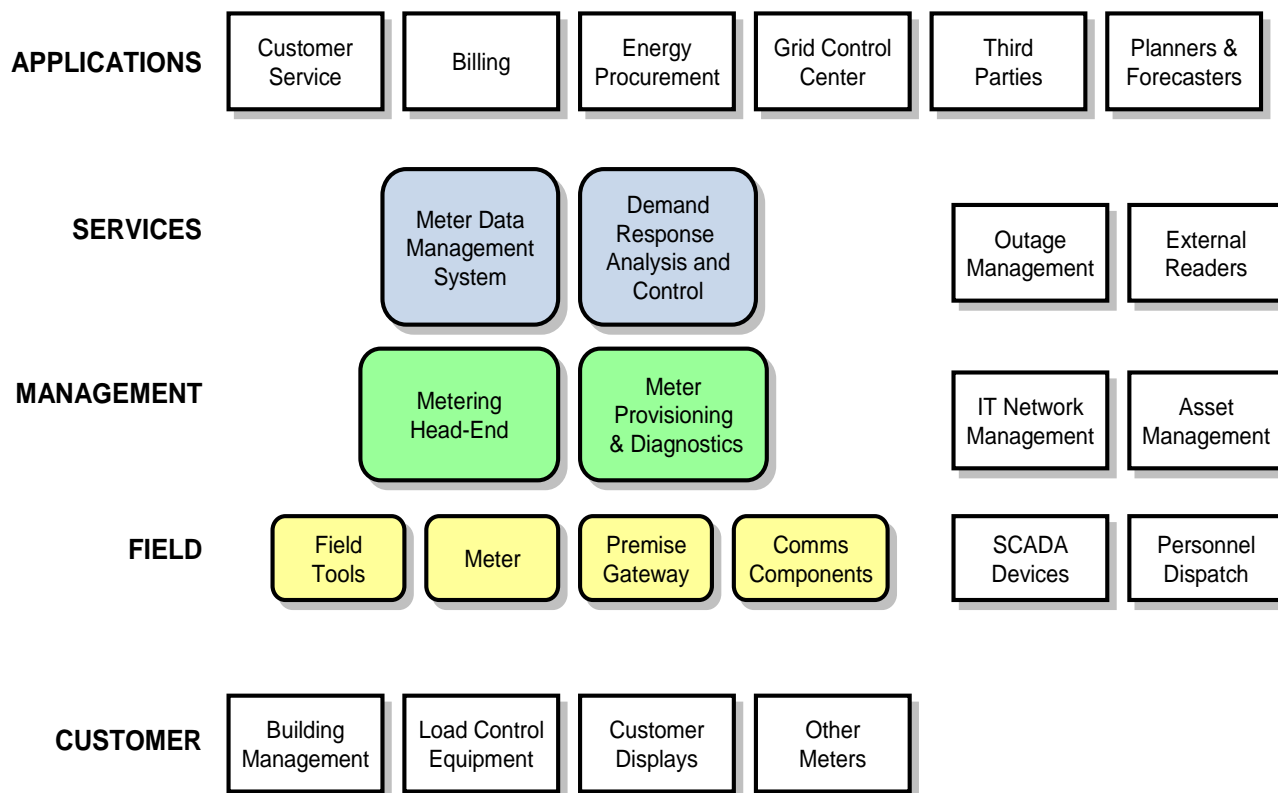 APPLICATIONS
Customer
Service
Billing
Energy
Procurement
Grid Control
Center
Third
Parties
Planners &
Forecasters
SERVICES
Meter Data
Management
System
Demand
Response
Analysis and
Control
Outage
Management
External
Readers
MANAGEMENT
Metering
Head-End
Meter
Provisioning
& Diagnostics
IT Network
Management
Asset
Management
FIELD
Field
Tools
Meter
Premise
Gateway
Comms
Components
SCADA
Devices
Personnel
Dispatch
CUSTOMER
Building
Management
Load Control
Equipment
Customer
Displays
Other
Meters